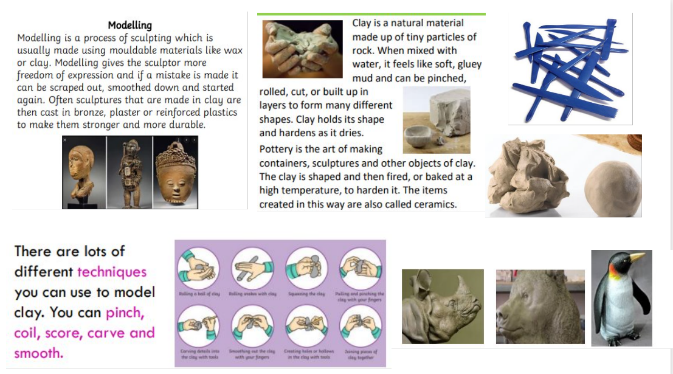 Modelling
Modelling is a process of sculpting which is
usually made using mouldable materials like wax
or clay. Modelling gives the sculptor more
freedom of expression and if a mistake is made it
can be scraped out, smoothed down and started
again. Often sculptures that are made in clay are
then cast in bronze, plaster or reinforced plastics
to make them stronger and more durable.
Clay is a natural material
made up of tiny particles of
rock. When mixed with
water, it feels like soft, gluey
mud and can be pinched,
rolled, cut, or built up in
layers to form many different
shapes. Clay holds its shape
and hardens as it dries.
Pottery is the art of making
containers, sculptures and other objects of clay.
The clay is shaped and then fired, or baked at a
high temperature, to harden it. The items
created in this way are also called ceramics.
There are lots of
different techniques
you can use to model
clay. You can pinch,
coil, score, carve and
smooth.
Rolling a ball of clay
Rolling snakes with clay
Squeezing the clay
Pulling and pinching the
clay with your fingers
Carving details into
the clay with tools
Smoothing out the clay
with your fingers
Creating holes or hollows
in the clay with tools
Joining pieces of
clay together